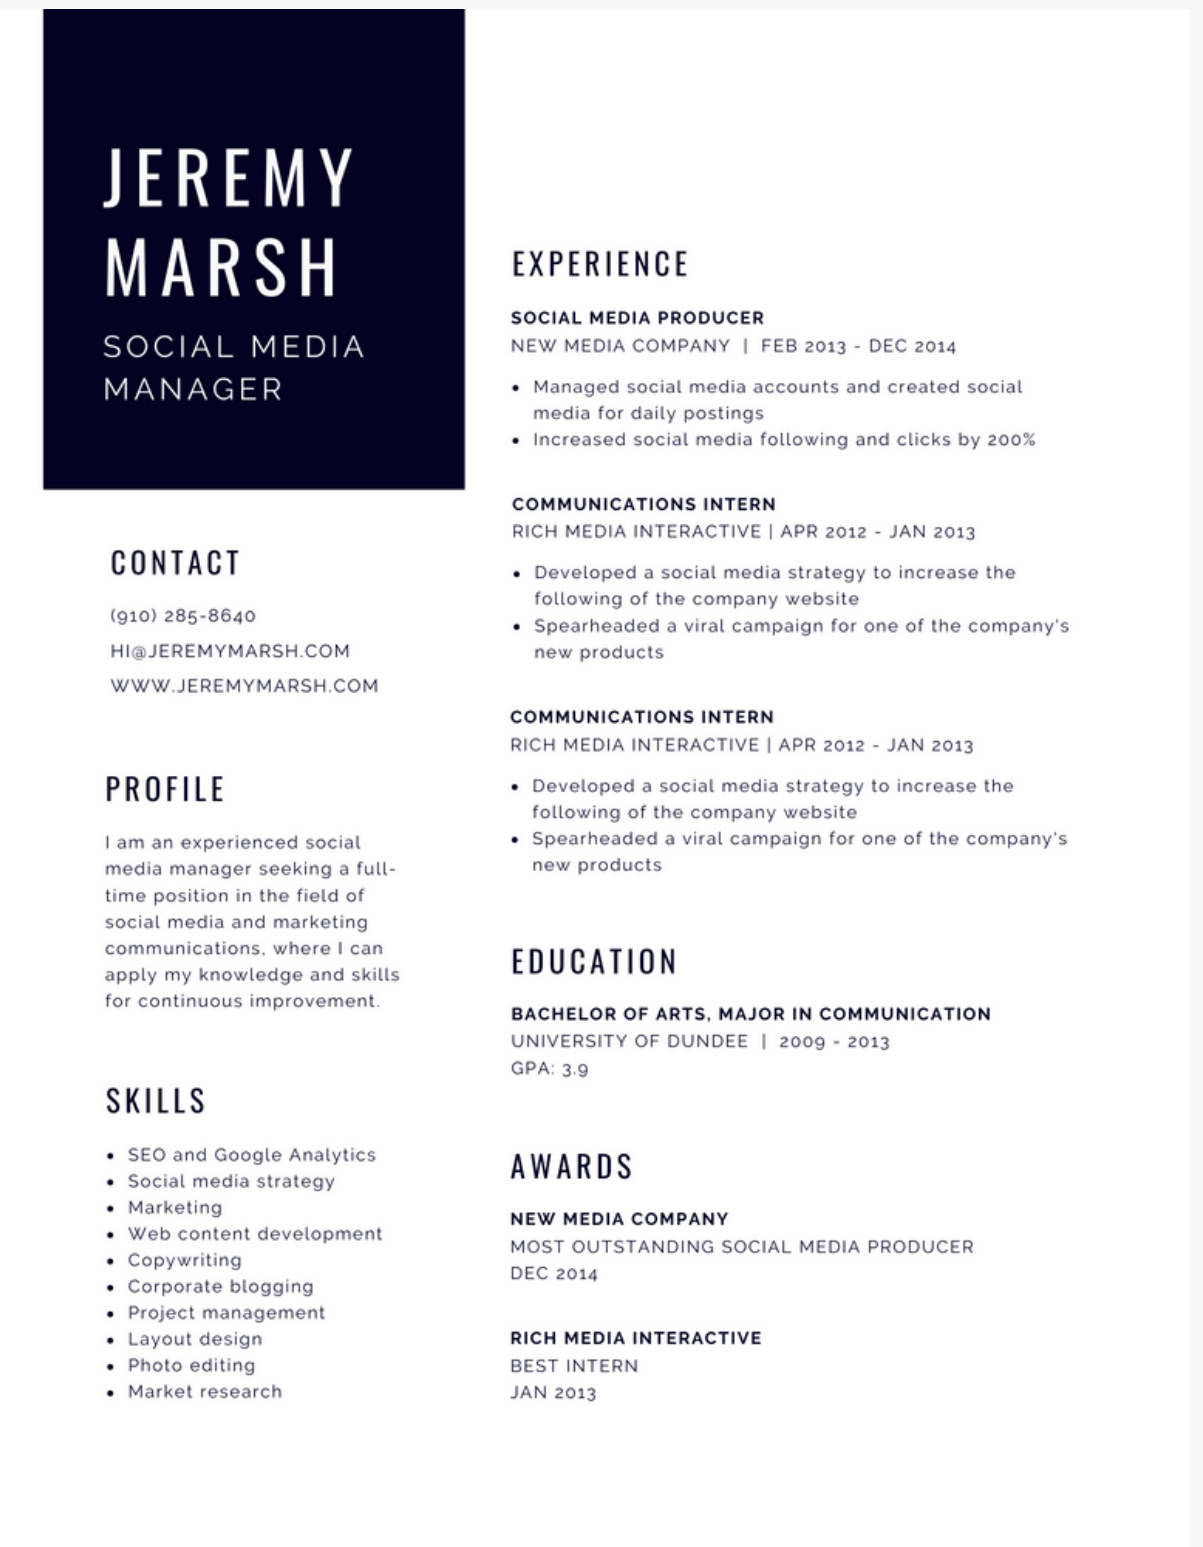 JEREMY
MARSH
SOCIAL MEDIA
MANAGER
CONTACT
(910) 285-8640
HI@JEREMYMARSH.COM
WWW.JEREMYMARSH.COM
PROFILE
I am an experienced social
media manager seeking a full-
time position in the field of
social media and marketing
communications, where I can
apply my knowledge and skills
for continuous improvement.
SKILLS
• SEO and Google Analytics
• Social media strategy
• Marketing
• Web content development
• Copywriting
• Corporate blogging
• Project management
• Layout design
• Photo editing
• Market research
EXPERIENCE
SOCIAL MEDIA PRODUCER
NEW MEDIA COMPANY | FEB 2013 - DEC 2014
• Managed social media accounts and created social
media for daily postings
• Increased social media following and clicks by 200%
COMMUNICATIONS INTERN
RICH MEDIA INTERACTIVE | APR 2012 - JAN 2013
• Developed a social media strategy to increase the
following of the company website
• Spearheaded a viral campaign for one of the company's
new products
COMMUNICATIONS INTERN
RICH MEDIA INTERACTIVE | APR 2012 - JAN 2013
• Developed a social media strategy to increase the
following of the company website
• Spearheaded a viral campaign for one of the company's
new products
EDUCATION
BACHELOR OF ARTS, MAJOR IN COMMUNICATION
UNIVERSITY OF DUNDEE | 2009 - 2013
GPA: 3.9
AWARDS
NEW MEDIA COMPANY
MOST OUTSTANDING SOCIAL MEDIA PRODUCER
DEC 2014
RICH MEDIA INTERACTIVE
BEST INTERN
JAN 2013